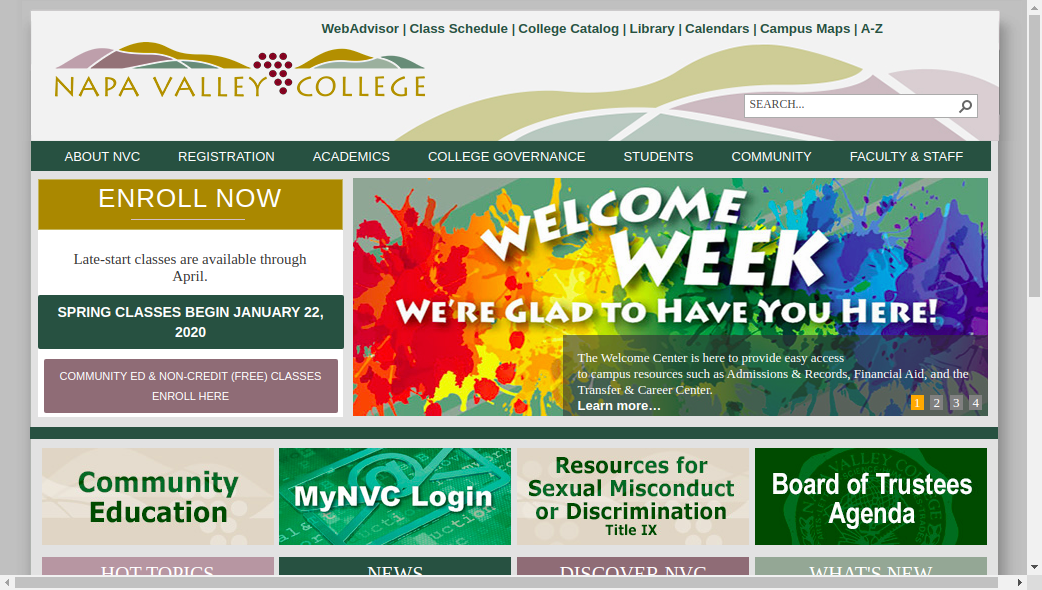 WebAdvisor | Class Schedule | College Catalog | Library | Calendars | Campus Maps | A-Z
NAPA VALLEY COLLEGE
SEARCH...
ABOUT NVC REGISTRATION ACADEMICS COLLEGE GOVERNANCE STUDENTS COMMUNITY FACULTY & STAFF
ENROLL NOW
Late-start classes are available through
April.
SPRING CLASSES BEGIN JANUARY 22,
2020
COMMUNITY ED & NON-CREDIT (FREE) CLASSES
ENROLL HERE
WELCOME
WEEK
WE'RE GLAD TO HAVE YOU HERE!
The Welcome Center is here to provide easy access
to campus resources such as Admissions & Records, Financial Aid, and the
Transfer & Career Center.
Learn more…
1 2 3 4
Community
Education
MyNVC Login
Resources for
Sexual Misconduct
or Discrimination
Title IX
Board of Trustees
Agenda
HOT TOPICS NEWS DISCOVER NVC WHAT'S NEW